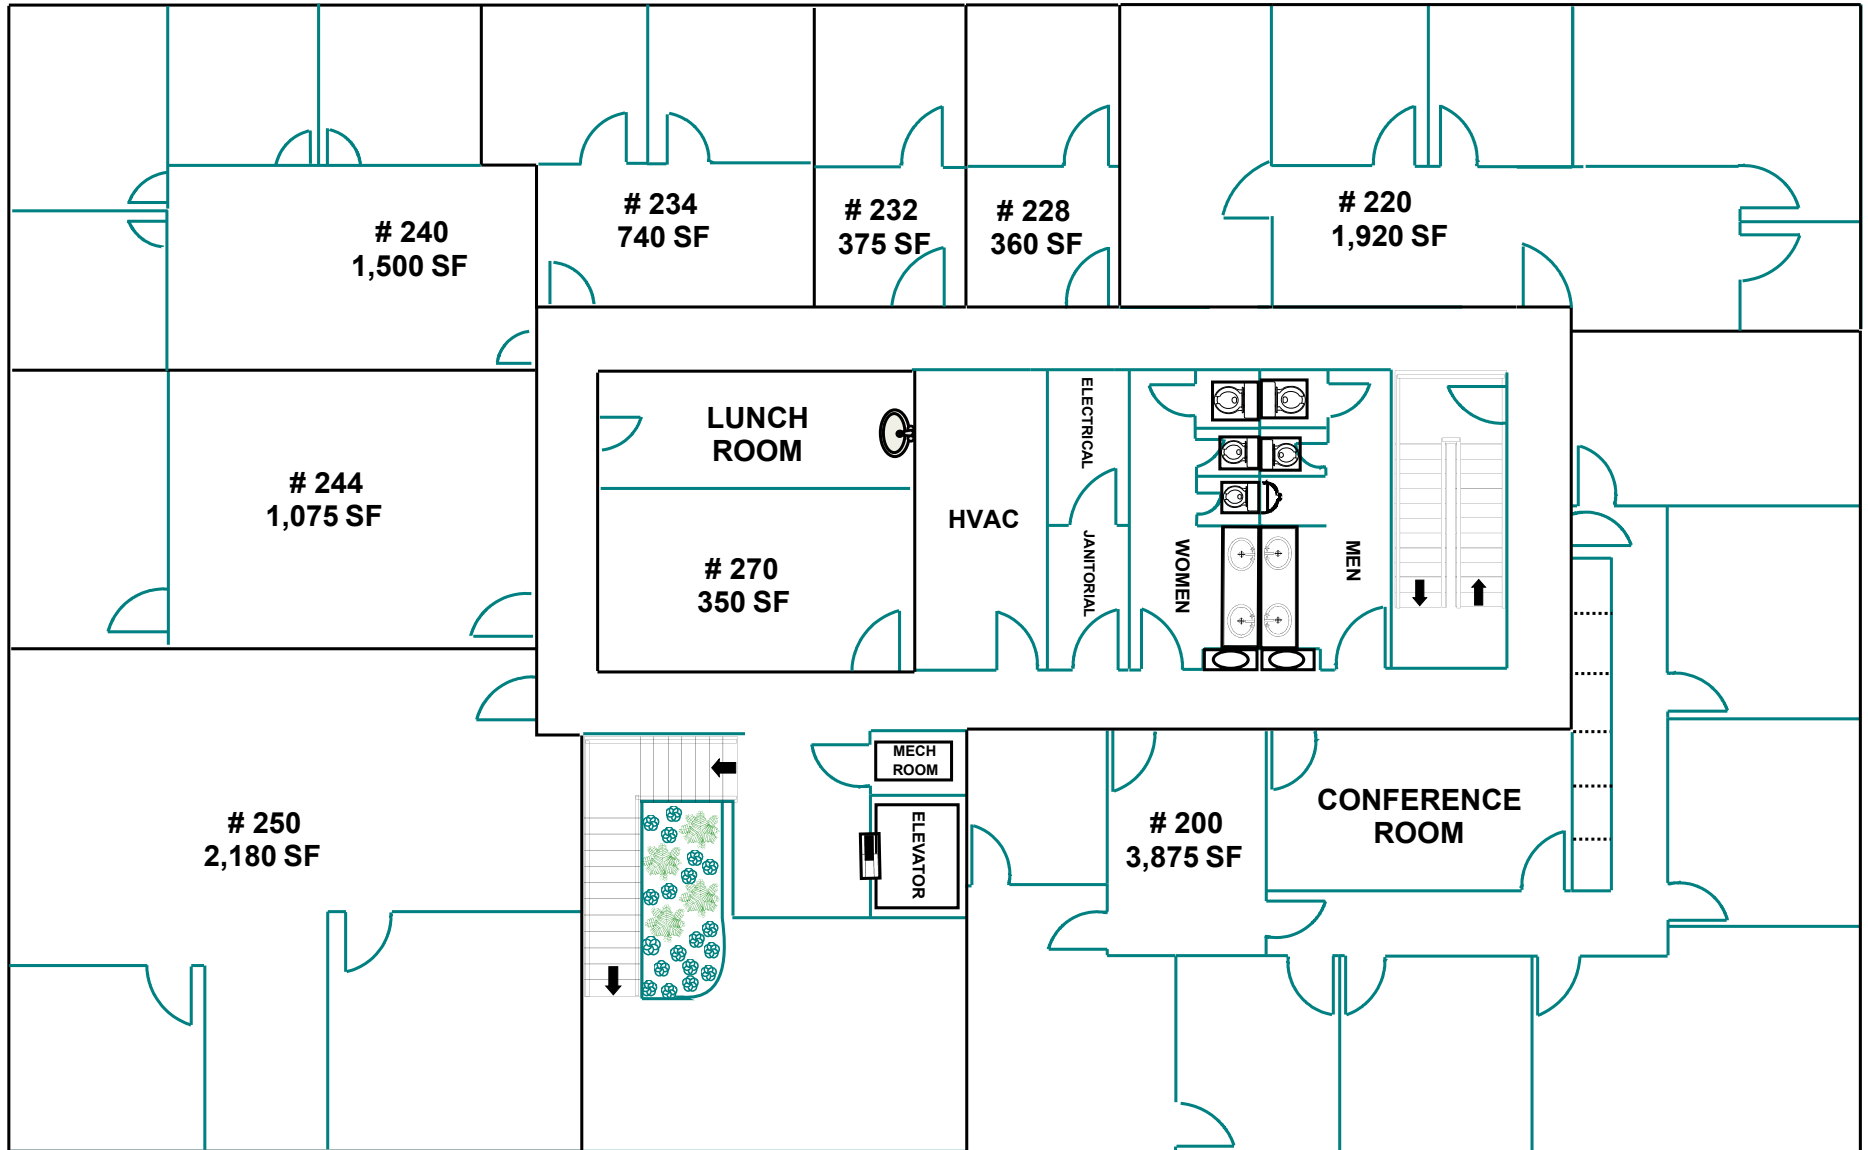 # 240
1,500 SF
# 234
740 SF
# 232
375 SF
# 228
360 SF
# 220
1,920 SF
LUNCH
ROOM
ELECTRICAL
# 244
1,075 SF
HVAC
# 270
350 SF
JANITORIAL
WOMEN
MEN
MECH
ROOM
# 250
2,180 SF
ELEVATOR
# 200
3,875 SF
CONFERENCE
ROOM